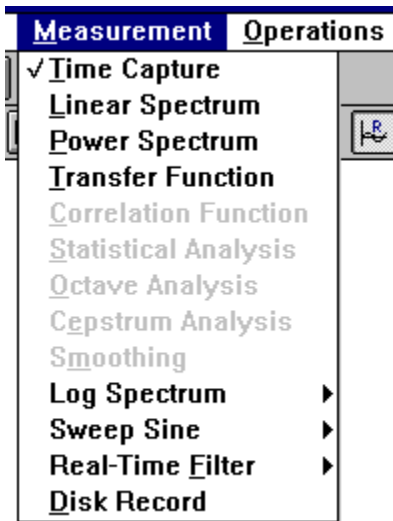 Measurement Operations
✓ Time Capture
Linear Spectrum
Power Spectrum
Transfer Function
Correlation Function
Statistical Analysis
Octave Analysis
Cepstrum Analysis
Smoothing
Log Spectrum
Sweep Sine
Real-Time Filter
Disk Record
R